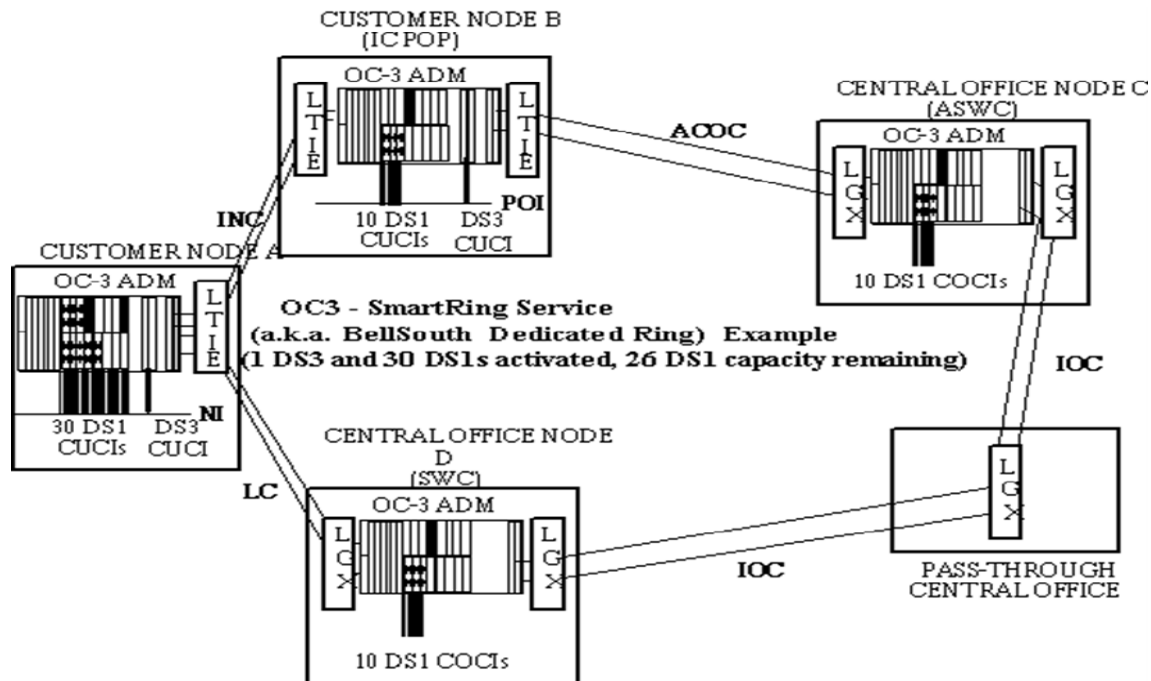 CUSTOMER NODE B
(IC POP)
OC-3 ADM
L
T
I
E
L
T
I
E
10 DS1
CUCIs
DS3
CUCI
POI
ACOC
CENTRAL OFFICE NODE C
(ASWC)
OC-3 ADM
L
G
X
L
G
X
10 DS1 COCIs
INC
CUSTOMER NODE A
OC-3 ADM
L
T
I
E
30 DS1
CUCIs
DS3
CUCI
NI
OC3 - SmartRing Service
(a.k.a. BellSouth Dedicated Ring) Example
(1 DS3 and 30 DS1s activated, 26 DS1 capacity remaining)
IOC
LC
CENTRAL OFFICE NODE
D
(SWC)
OC-3 ADM
L
G
X
L
G
X
10 DS1 COCIs
IOC
L
G
X
PASS-THROUGH
CENTRAL OFFICE